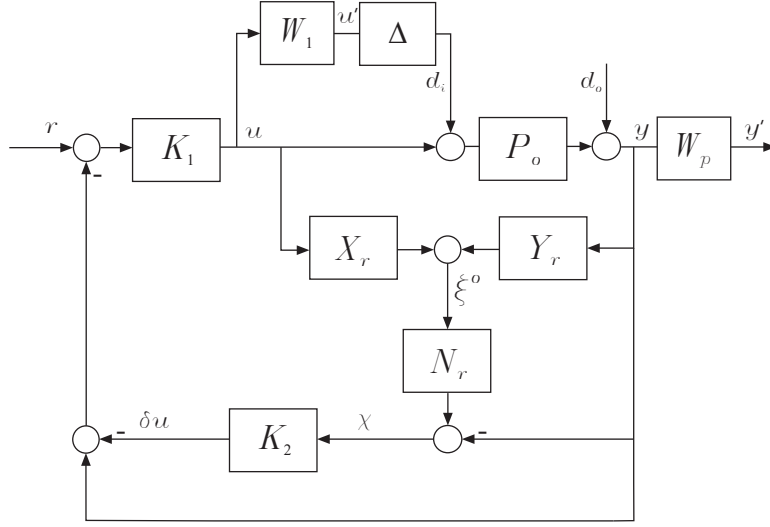 W₁ u' Δ
dᵢ dₒ
r K₁ u Pₒ y Wₚ y'
-
Xᵣ Yᵣ
ξᵒ
Nᵣ
δu K₂ χ
- -